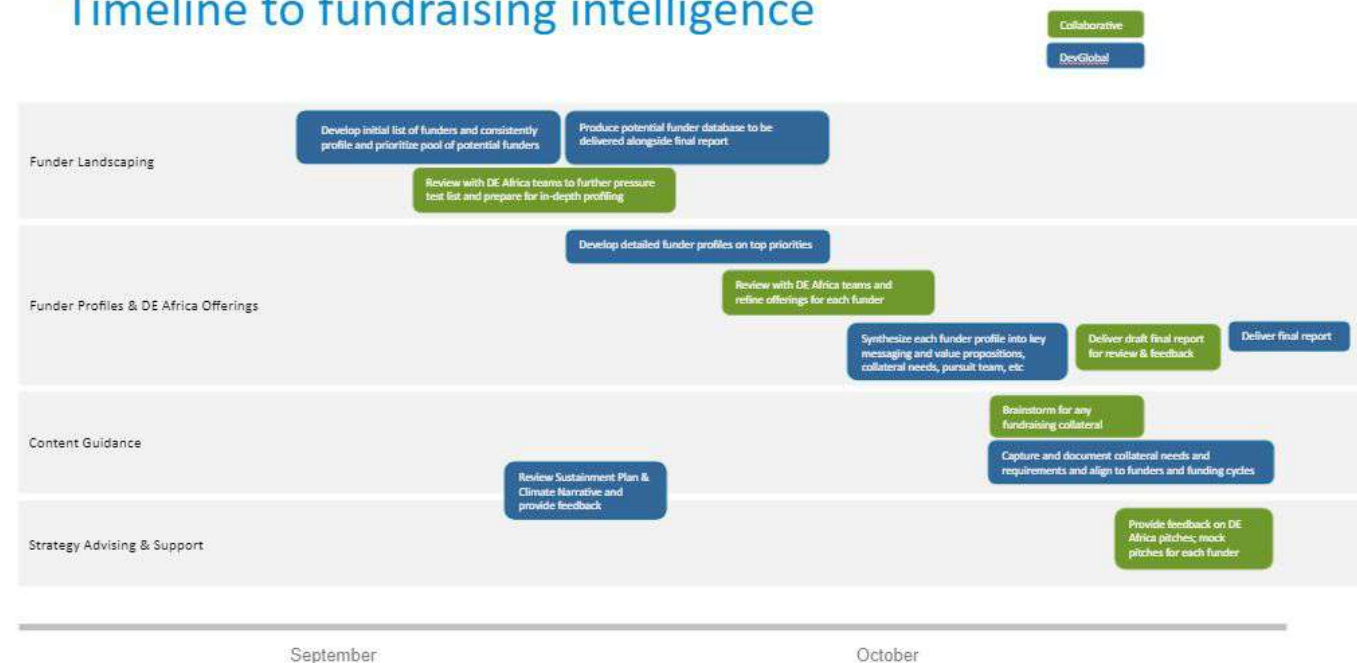 Timeline to fundraising intelligence
Collaborative
DevGlobal
Funder Landscaping
Develop initial list of funders and consistently
profile and prioritize pool of potential funders
Produce potential funder database to be
delivered alongside final report
Review with DE Africa teams to further pressure
test list and prepare for in-depth profiling
Funder Profiles & DE Africa Offerings
Develop detailed funder profiles on top priorities
Review with DE Africa teams and
refine offerings for each funder
Synthesize each funder profile into key
messaging and value propositions,
collateral needs, pursuit team, etc
Deliver draft final report
for review & feedback
Deliver final report
Content Guidance
Brainstorm for any
fundraising collateral
Capture and document collateral needs and
requirements and align to funders and funding cycles
Review Sustainment Plan &
Climate Narrative and
provide feedback
Strategy Advising & Support
Provide feedback on DE
Africa pitches; mock
pitches for each funder
September
October